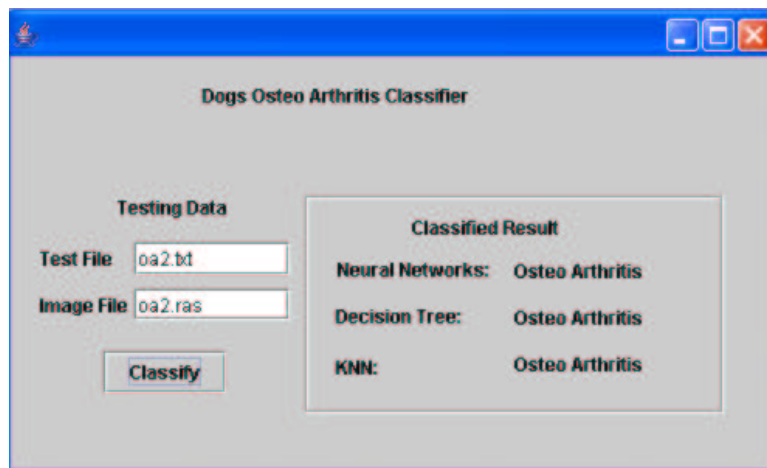 Dogs Osteo Arthritis Classifier
Testing Data
Test File oa2.txt
Image File oa2.ras
Classify
Classified Result
Neural Networks: Osteo Arthritis
Decision Tree: Osteo Arthritis
KNN: Osteo Arthritis